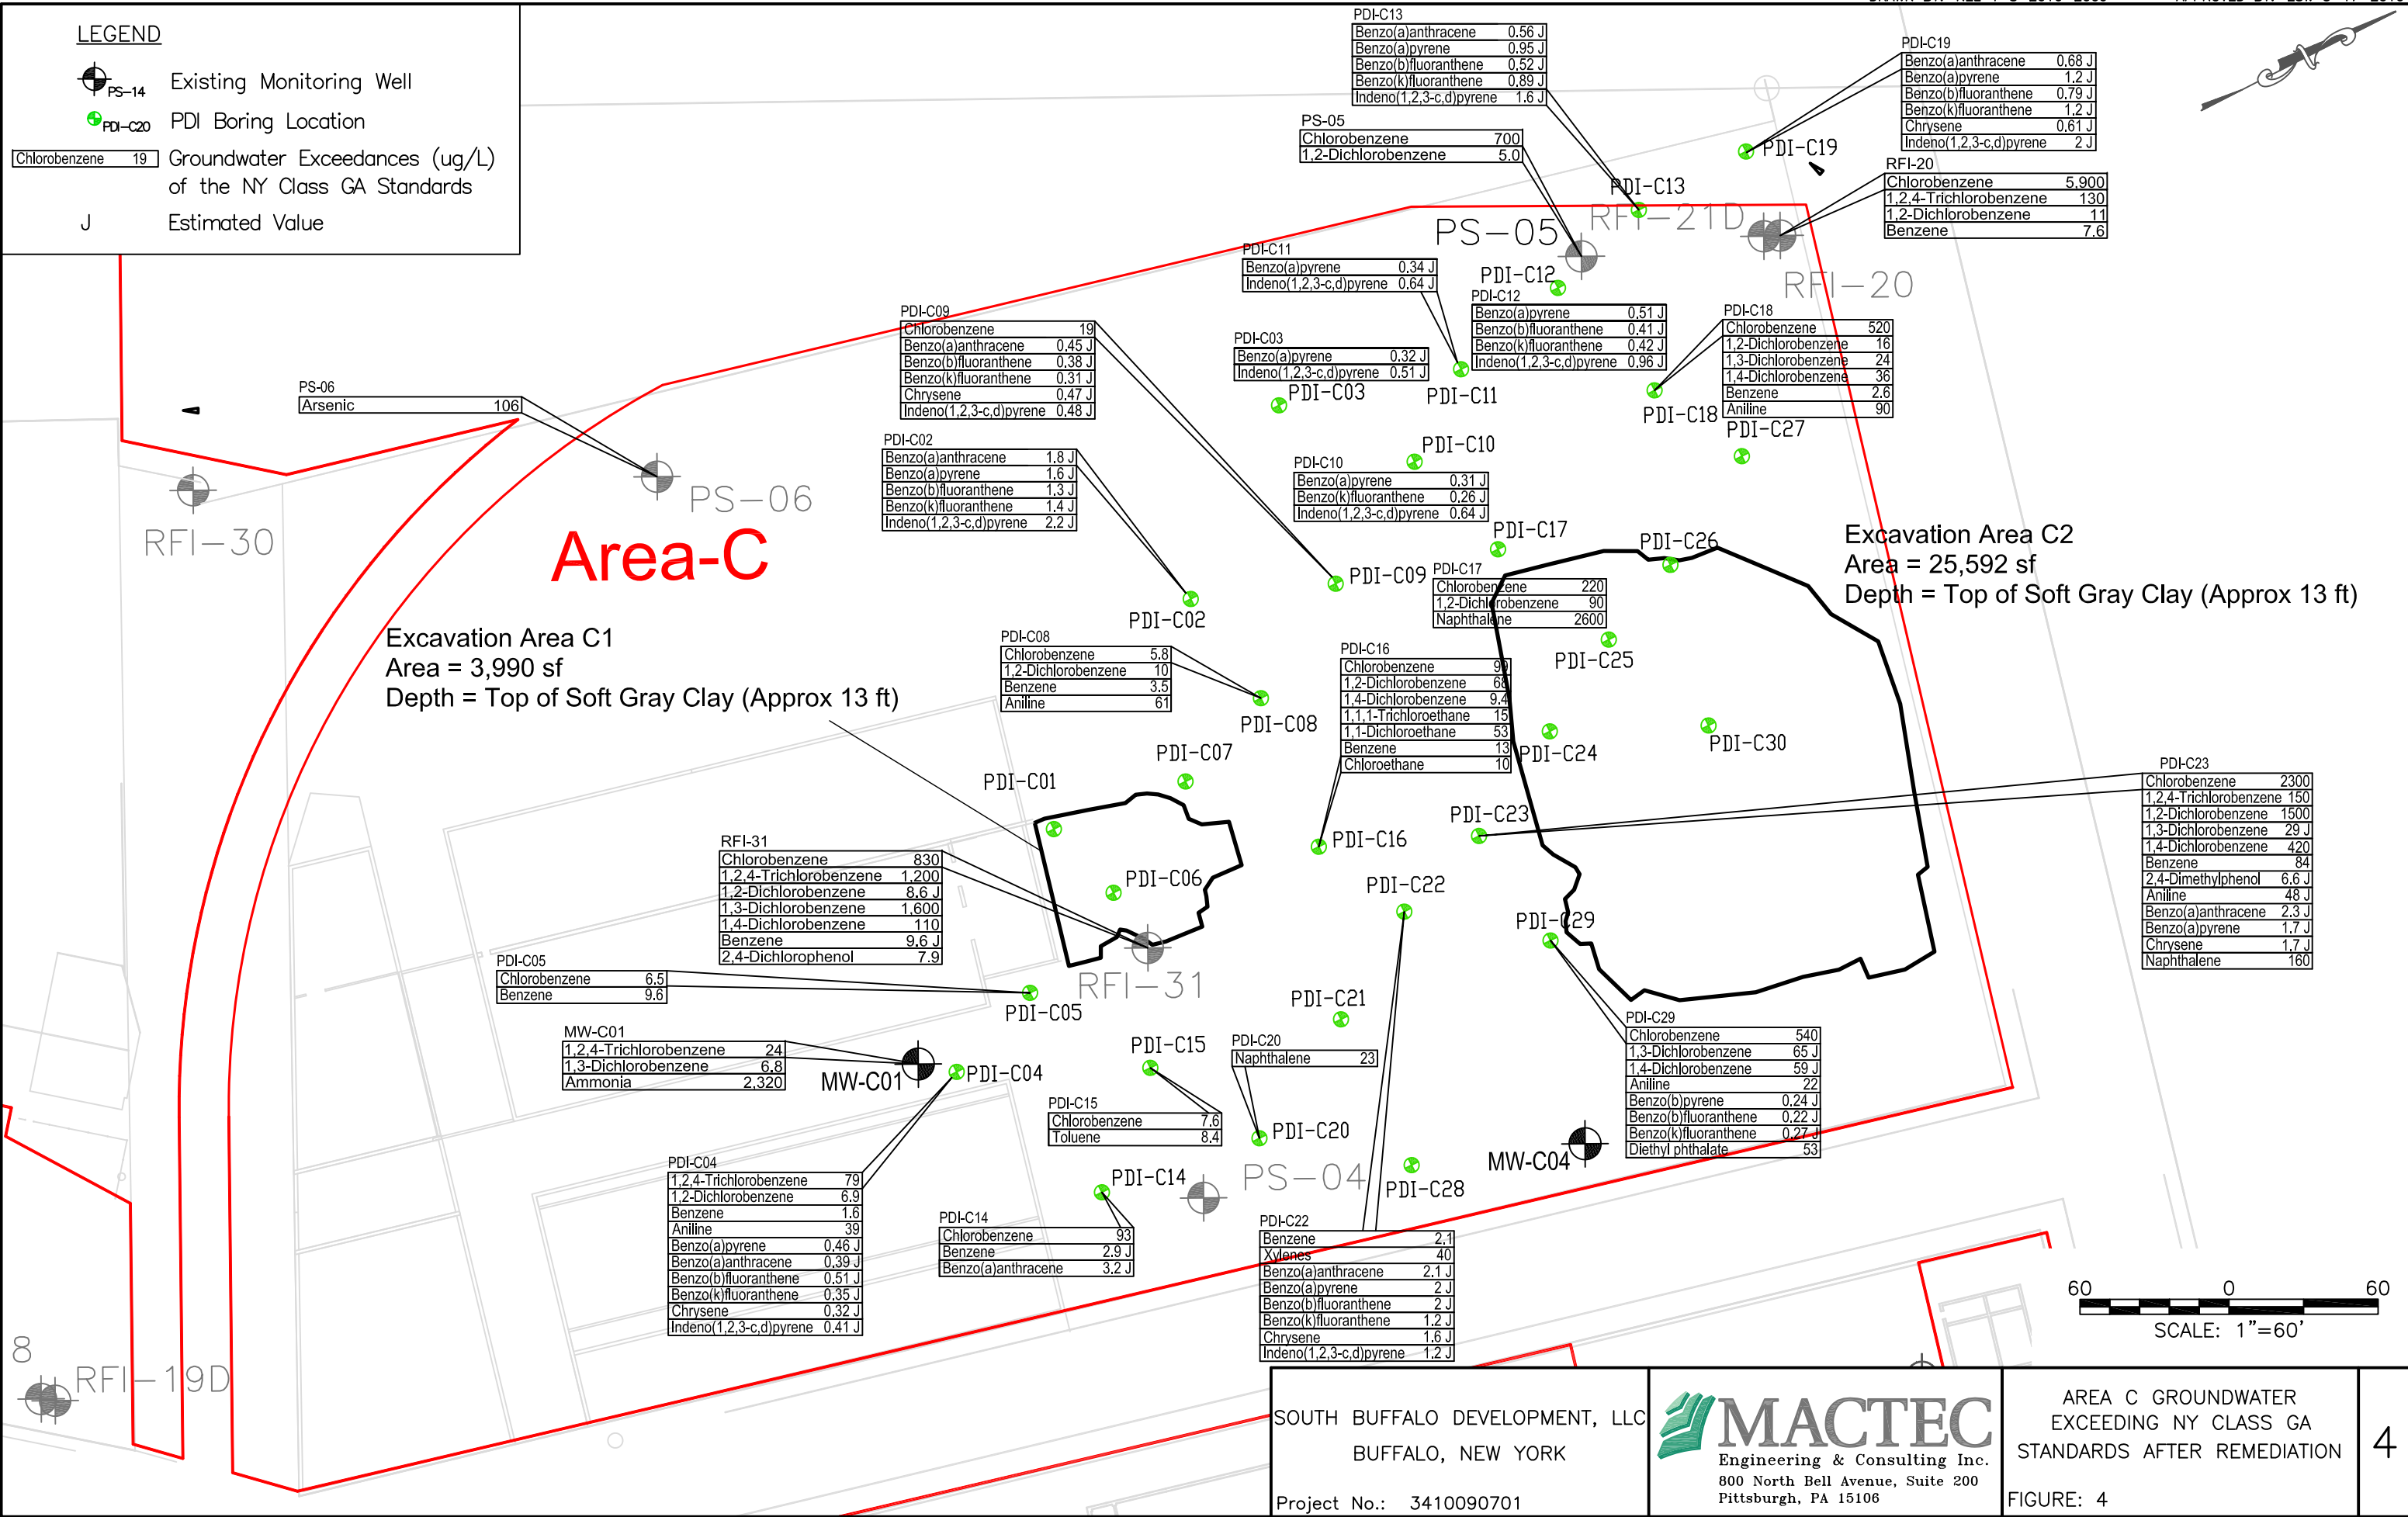 LEGEND
PS-14 Existing Monitoring Well
PDI-C20 PDI Boring Location
Chlorobenzene 19 Groundwater Exceedances (ug/L)
of the NY Class GA Standards
J Estimated Value
PDI-C13
Benzo(a)anthracene 0.56 J
Benzo(a)pyrene 0.95 J
Benzo(b)fluoranthene 0.52 J
Benzo(k)fluoranthene 0.89 J
Indeno(1,2,3-c,d)pyrene 1.6 J
PDI-C19
Benzo(a)anthracene 0.68 J
Benzo(a)pyrene 1.2 J
Benzo(b)fluoranthene 0.79 J
Benzo(k)fluoranthene 1.2 J
Chrysene 0.61 J
Indeno(1,2,3-c,d)pyrene 2 J
PS-05
Chlorobenzene 700
1,2-Dichlorobenzene 5.0
PDI-C19
RFI-20
Chlorobenzene 5,900
1,2,4-Trichlorobenzene 130
1,2-Dichlorobenzene 11
Benzene 7.6
PDI-C13
RFI-21D
PS-05
RFI-20
PDI-C11
Benzo(a)pyrene 0.34 J
Indeno(1,2,3-c,d)pyrene 0.64 J
PDI-C12
PDI-C12
Benzo(a)pyrene 0.51 J
Benzo(b)fluoranthene 0.41 J
Benzo(k)fluoranthene 0.42 J
Indeno(1,2,3-c,d)pyrene 0.96 J
PDI-C18
Chlorobenzene 520
1,2-Dichlorobenzene 16
1,3-Dichlorobenzene 24
1,4-Dichlorobenzene 36
Benzene 2.6
Aniline 90
PDI-C09
Chlorobenzene 19
Benzo(a)anthracene 0.45 J
Benzo(b)fluoranthene 0.38 J
Benzo(k)fluoranthene 0.31 J
Chrysene 0.47 J
Indeno(1,2,3-c,d)pyrene 0.48 J
PDI-C03
Benzo(a)pyrene 0.32 J
Indeno(1,2,3-c,d)pyrene 0.51 J
PDI-C03
PDI-C11
PDI-C18
PDI-C27
PS-06
Arsenic 106
PS-06
RFI-30
Area-C
PDI-C02
Benzo(a)anthracene 1.8 J
Benzo(a)pyrene 1.6 J
Benzo(b)fluoranthene 1.3 J
Benzo(k)fluoranthene 1.4 J
Indeno(1,2,3-c,d)pyrene 2.2 J
PDI-C10
PDI-C10
Benzo(a)pyrene 0.31 J
Benzo(k)fluoranthene 0.26 J
Indeno(1,2,3-c,d)pyrene 0.64 J
PDI-C17
PDI-C26
Excavation Area C2
Area = 25,592 sf
Depth = Top of Soft Gray Clay (Approx 13 ft)
PDI-C09
PDI-C17
Chlorobenzene 220
1,2-Dichlorobenzene 90
Naphthalene 2600
PDI-C02
Excavation Area C1
Area = 3,990 sf
Depth = Top of Soft Gray Clay (Approx 13 ft)
PDI-C08
Chlorobenzene 5.8
1,2-Dichlorobenzene 10
Benzene 3.5
Aniline 61
PDI-C08
PDI-C16
Chlorobenzene 99
1,2-Dichlorobenzene 68
1,4-Dichlorobenzene 9.4
1,1,1-Trichloroethane 15
1,1-Dichloroethane 53
Benzene 13
Chloroethane 10
PDI-C25
PDI-C24
PDI-C30
PDI-C07
PDI-C01
PDI-C23
Chlorobenzene 2300
1,2,4-Trichlorobenzene 150
1,2-Dichlorobenzene 1500
1,3-Dichlorobenzene 29 J
1,4-Dichlorobenzene 420
Benzene 84
2,4-Dimethylphenol 6.6 J
Aniline 48 J
Benzo(a)anthracene 2.3 J
Benzo(a)pyrene 1.7 J
Chrysene 1.7 J
Naphthalene 160
PDI-C23
PDI-C16
RFI-31
Chlorobenzene 830
1,2,4-Trichlorobenzene 1,200
1,2-Dichlorobenzene 8.6 J
1,3-Dichlorobenzene 1,600
1,4-Dichlorobenzene 110
Benzene 9.6 J
2,4-Dichlorophenol 7.9
PDI-C06
PDI-C22
PDI-C29
RFI-31
PDI-C05
Chlorobenzene 6.5
Benzene 9.6
PDI-C05
PDI-C21
MW-C01
1,2,4-Trichlorobenzene 24
1,3-Dichlorobenzene 6.8
Ammonia 2,320
MW-C01
PDI-C04
PDI-C15
PDI-C20
Naphthalene 23
PDI-C29
Chlorobenzene 540
1,3-Dichlorobenzene 65 J
1,4-Dichlorobenzene 59 J
Aniline 22
Benzo(b)pyrene 0.24 J
Benzo(b)fluoranthene 0.22 J
Benzo(k)fluoranthene 0.27 J
Diethyl phthalate 53
PDI-C15
Chlorobenzene 7.6
Toluene 8.4
PDI-C20
MW-C04
PDI-C04
1,2,4-Trichlorobenzene 79
1,2-Dichlorobenzene 6.9
Benzene 1.6
Aniline 39
Benzo(a)pyrene 0.46 J
Benzo(a)anthracene 0.39 J
Benzo(b)fluoranthene 0.51 J
Benzo(k)fluoranthene 0.35 J
Chrysene 0.32 J
Indeno(1,2,3-c,d)pyrene 0.41 J
PDI-C14
PS-04
PDI-C28
PDI-C14
Chlorobenzene 93
Benzene 2.9 J
Benzo(a)anthracene 3.2 J
PDI-C22
Benzene 2.1
Xylenes 40
Benzo(a)anthracene 2.1 J
Benzo(a)pyrene 2 J
Benzo(b)fluoranthene 2 J
Benzo(k)fluoranthene 1.2 J
Chrysene 1.6 J
Indeno(1,2,3-c,d)pyrene 1.2 J
8
RFI-19D
60 0 60
SCALE: 1"=60'
SOUTH BUFFALO DEVELOPMENT, LLC
BUFFALO, NEW YORK
Project No.: 3410090701
MACTEC
Engineering & Consulting Inc.
800 North Bell Avenue, Suite 200
Pittsburgh, PA 15106
AREA C GROUNDWATER
EXCEEDING NY CLASS GA
STANDARDS AFTER REMEDIATION
FIGURE: 4
4